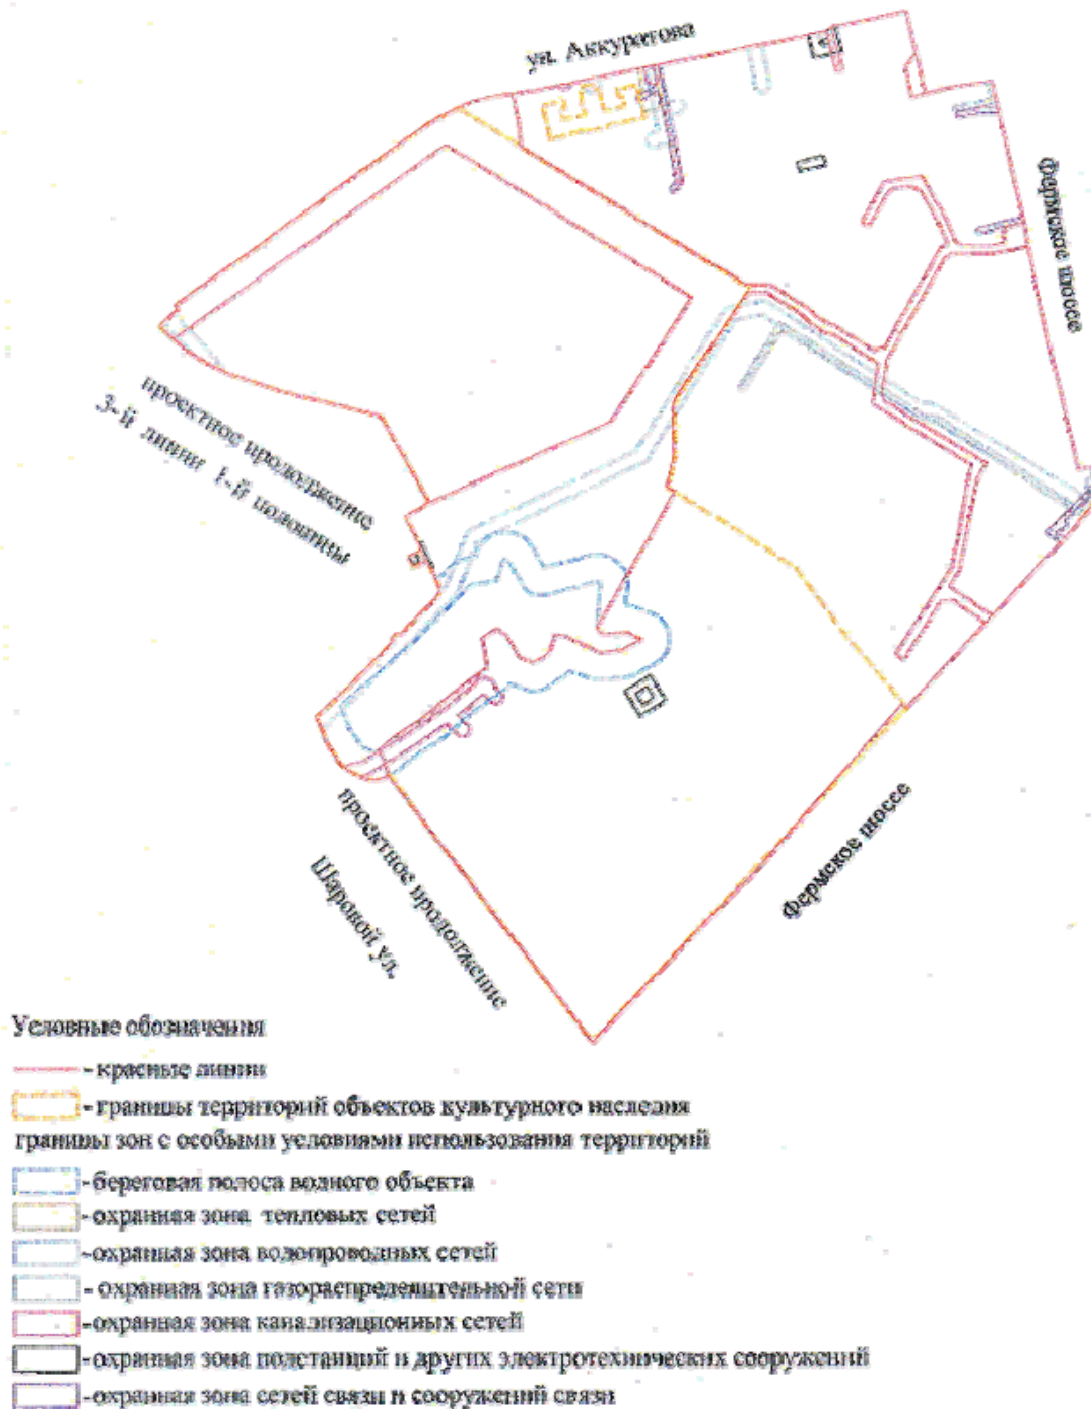 ул. Аккуратова
Фермское шоссе
проектное продолжение
3-й линии 1-й половины
проектное продолжение
Шаровой ул.
Фермское шоссе
Условные обозначения
- красные линии
- границы территорий объектов культурного наследия
границы зон с особыми условиями использования территорий
- береговая полоса водного объекта
- охранная зона тепловых сетей
- охранная зона водопроводных сетей
- охранная зона газораспределительной сети
- охранная зона канализационных сетей
- охранная зона подстанций и других электротехнических сооружений
- охранная зона сетей связи и сооружений связи